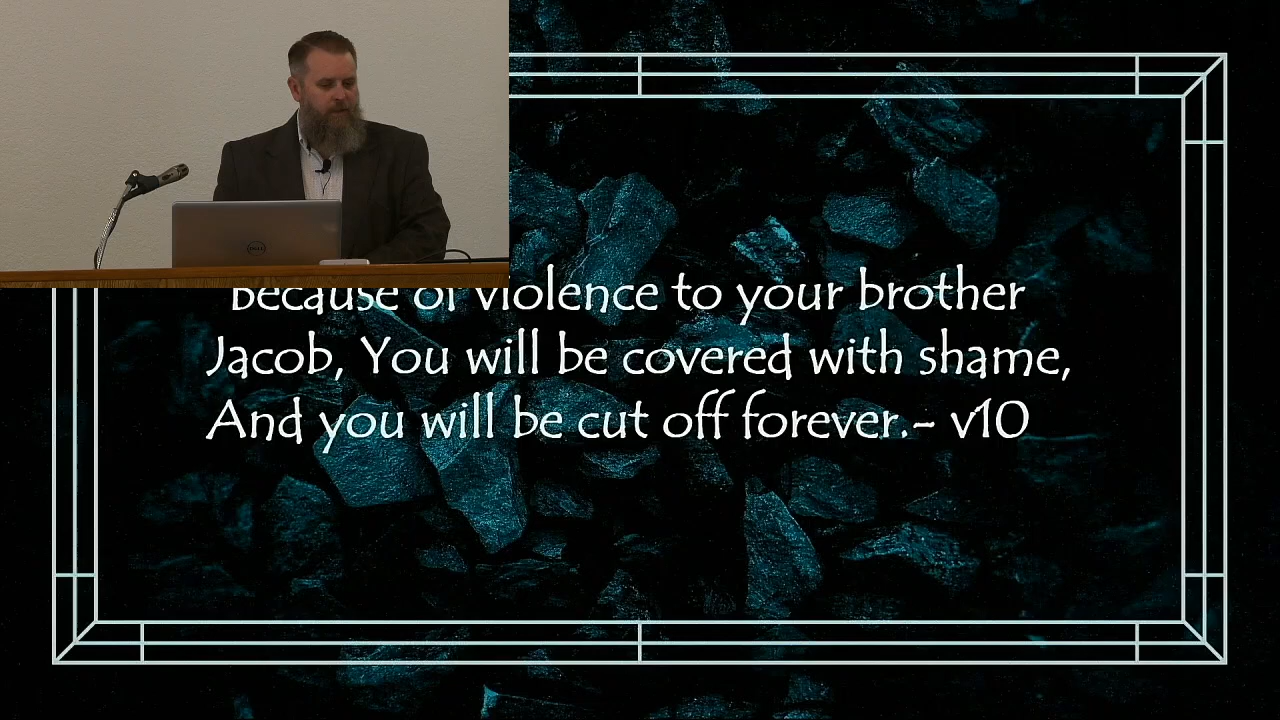 Because of violence to your brother
Jacob, You will be covered with shame,
And you will be cut off forever.- v10
DELL